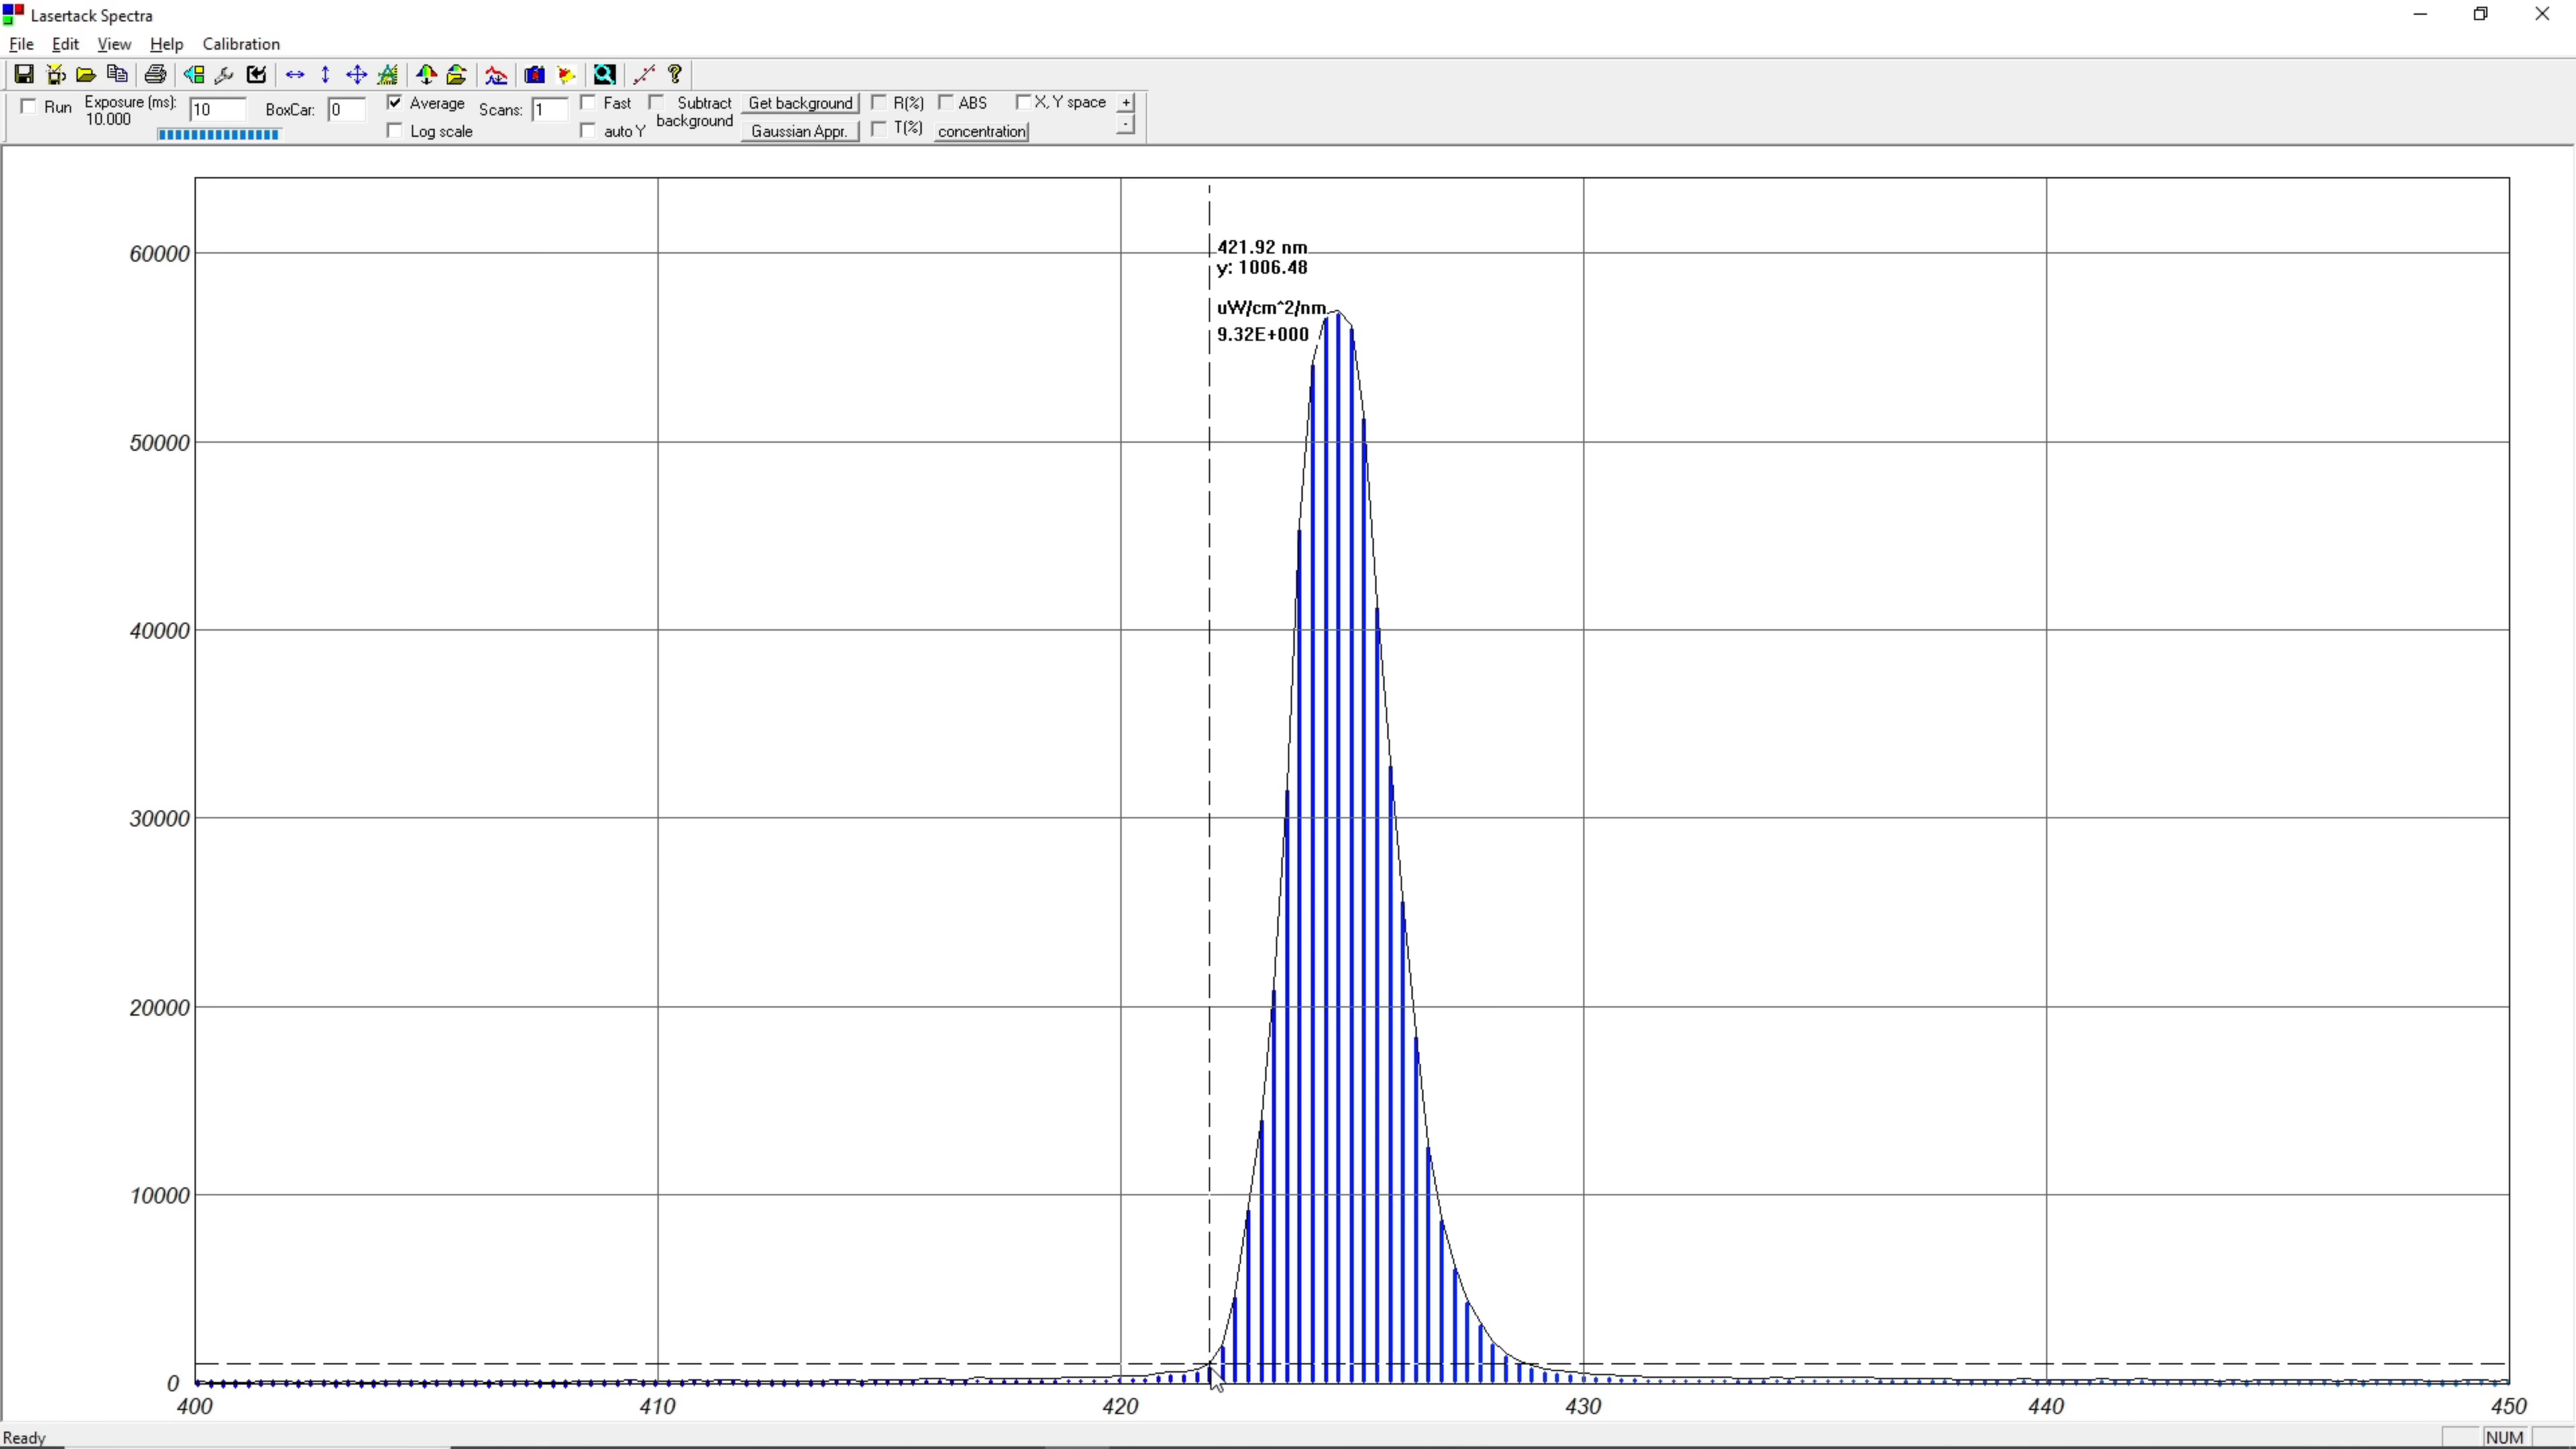 Lasertack Spectra
File Edit View Help Calibration
Run Exposure (ms): 10.000 10 BoxCar: 0 Average Scans: 1 Fast Subtract background Get background R(%) ABS X, Y space +
Log scale auto Y Gaussian Appr. T(%) concentration -
421.92 nm
y: 1006.48
uW/cm^2/nm
9.32E+000
60000
50000
40000
30000
20000
10000
0
400 410 420 430 440 450
Ready NUM